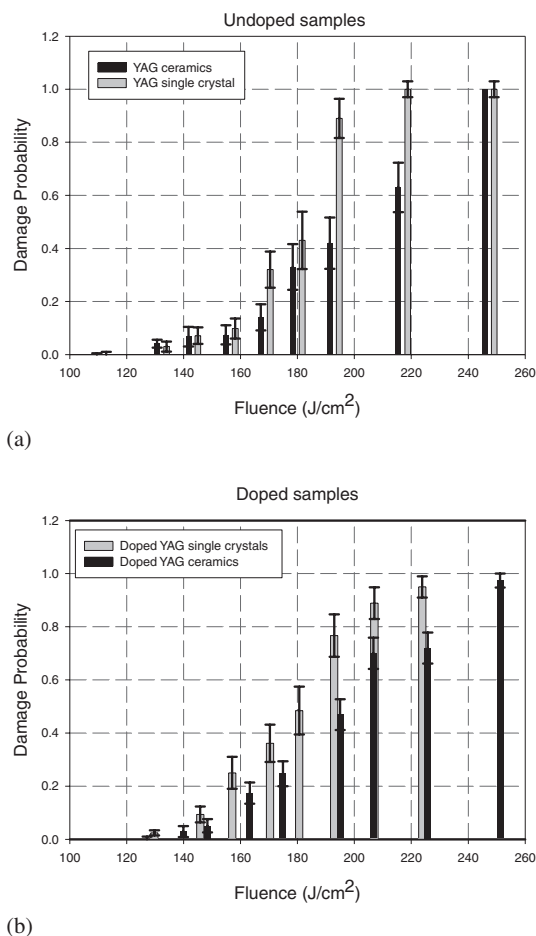 Undoped samples
1.2
YAG ceramics
YAG single crystal
1.0
0.8
0.6
0.4
0.2
0.0
Damage Probability
100 120 140 160 180 200 220 240 260
Fluence (J/cm2)
(a)
Doped samples
1.2
Doped YAG single crystals
Doped YAG ceramics
1.0
0.8
0.6
0.4
0.2
0.0
Damage Probability
100 120 140 160 180 200 220 240 260
Fluence (J/cm2)
(b)